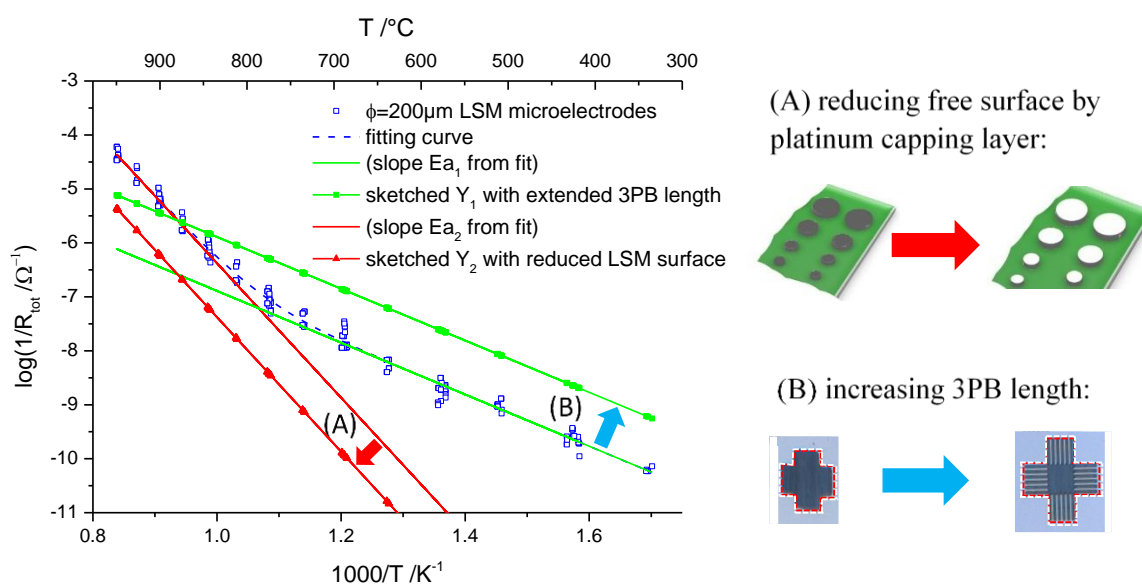 T /°C
900 800 700 600 500 400 300
-3
-4
-5
-6
-7
-8
-9
-10
-11
log(1/R_tot /Ω⁻¹)
ϕ=200µm LSM microelectrodes
fitting curve
(slope Ea₁ from fit)
sketched Y₁ with extended 3PB length
(slope Ea₂ from fit)
sketched Y₂ with reduced LSM surface
(A)
(B)
0.8 1.0 1.2 1.4 1.6
1000/T /K⁻¹
(A) reducing free surface by
platinum capping layer:
(B) increasing 3PB length: